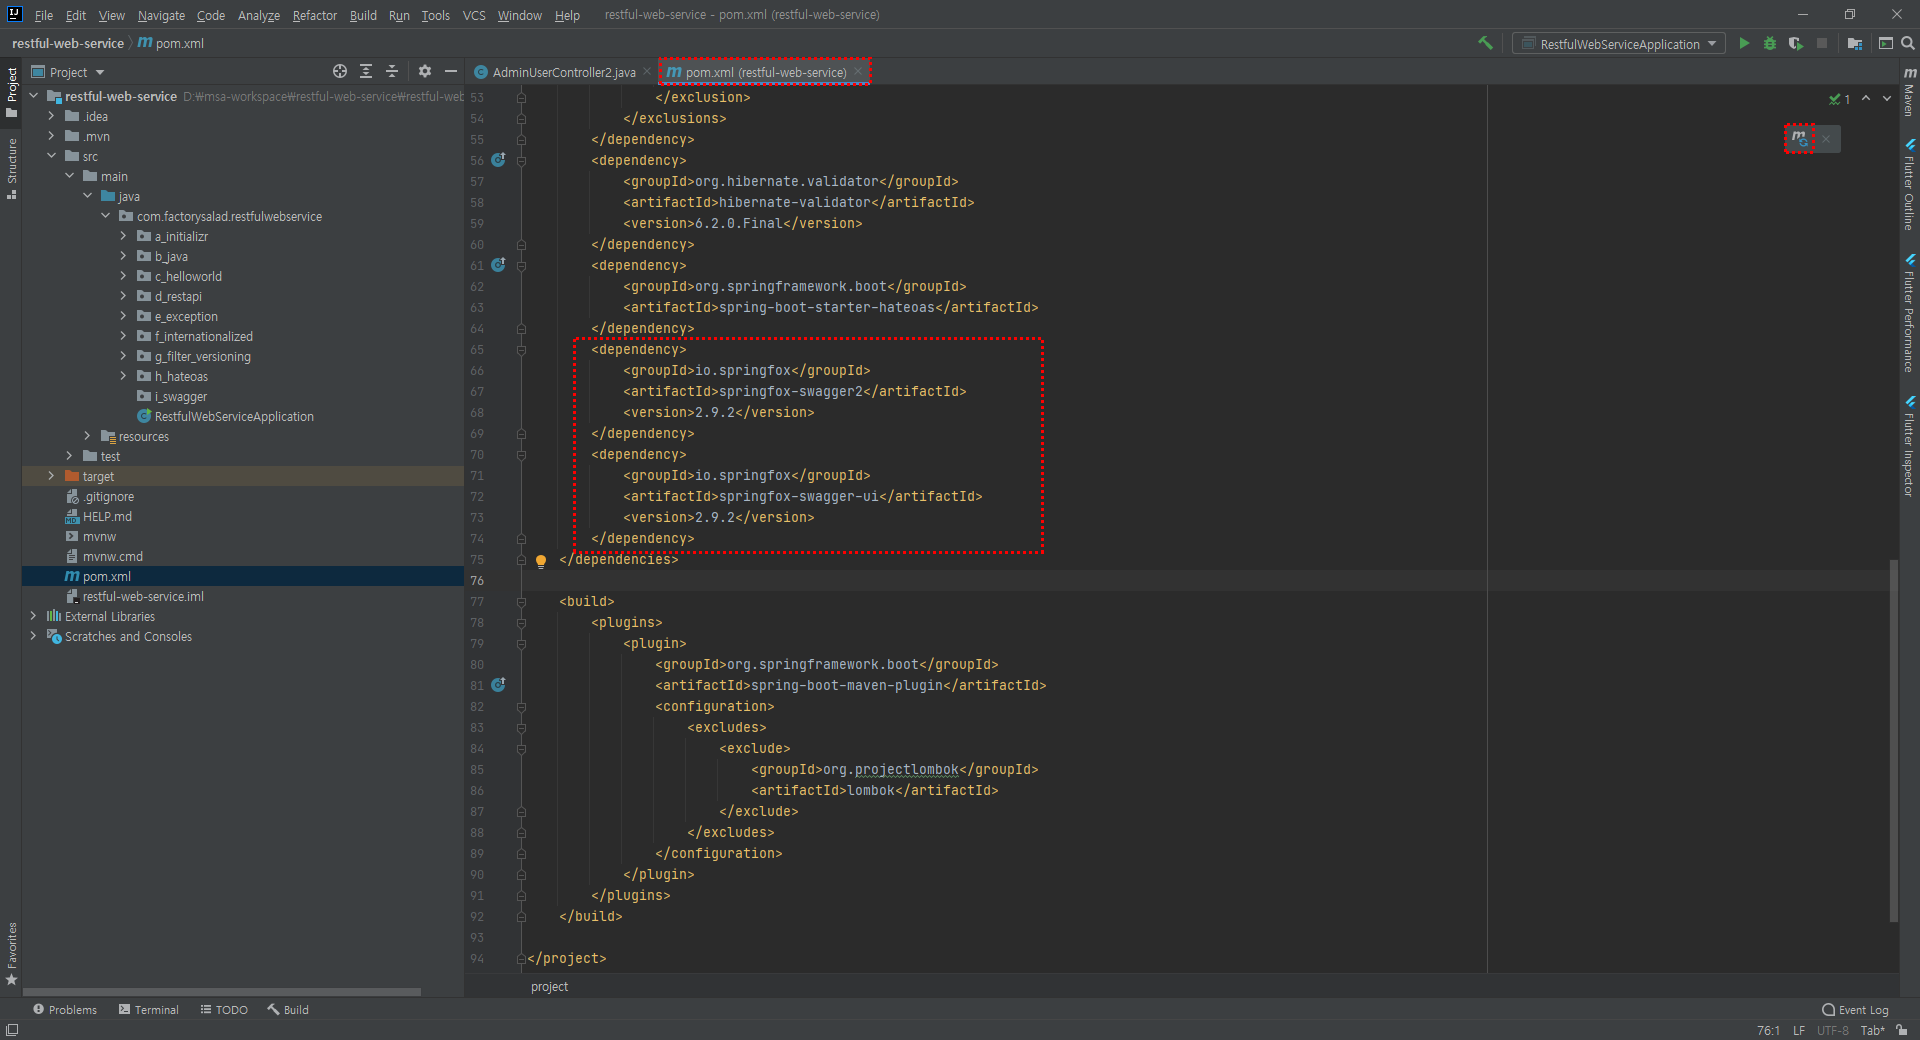 File Edit View Navigate Code Analyze Refactor Build Run Tools VCS Window Help restful-web-service - pom.xml (restful-web-service)
restful-web-service pom.xml RestfulWebServiceApplication
Project
AdminUserController2.java pom.xml (restful-web-service)
restful-web-service D:₩msa-workspace₩restful-web-service₩restful-web
.idea
.mvn
src
main
java
com.factorysalad.restfulwebservice
a_initializr
b_java
c_helloworld
d_restapi
e_exception
f_internationalized
g_filter_versioning
h_hateoas
i_swagger
RestfulWebServiceApplication
resources
test
target
.gitignore
HELP.md
mvnw
mvnw.cmd
pom.xml
restful-web-service.iml
External Libraries
Scratches and Consoles
53 </exclusion>
54 </exclusions>
55 </dependency>
56 <dependency>
57 <groupId>org.hibernate.validator</groupId>
58 <artifactId>hibernate-validator</artifactId>
59 <version>6.2.0.Final</version>
60 </dependency>
61 <dependency>
62 <groupId>org.springframework.boot</groupId>
63 <artifactId>spring-boot-starter-hateoas</artifactId>
64 </dependency>
65 <dependency>
66 <groupId>io.springfox</groupId>
67 <artifactId>springfox-swagger2</artifactId>
68 <version>2.9.2</version>
69 </dependency>
70 <dependency>
71 <groupId>io.springfox</groupId>
72 <artifactId>springfox-swagger-ui</artifactId>
73 <version>2.9.2</version>
74 </dependency>
75 </dependencies>
76
77 <build>
78 <plugins>
79 <plugin>
80 <groupId>org.springframework.boot</groupId>
81 <artifactId>spring-boot-maven-plugin</artifactId>
82 <configuration>
83 <excludes>
84 <exclude>
85 <groupId>org.projectlombok</groupId>
86 <artifactId>lombok</artifactId>
87 </exclude>
88 </excludes>
89 </configuration>
90 </plugin>
91 </plugins>
92 </build>
93
94 </project>
project
1
Project
Structure
Favorites
Maven
Flutter Outline
Flutter Performance
Flutter Inspector
Problems Terminal TODO Build Event Log
76:1 LF UTF-8 Tab*